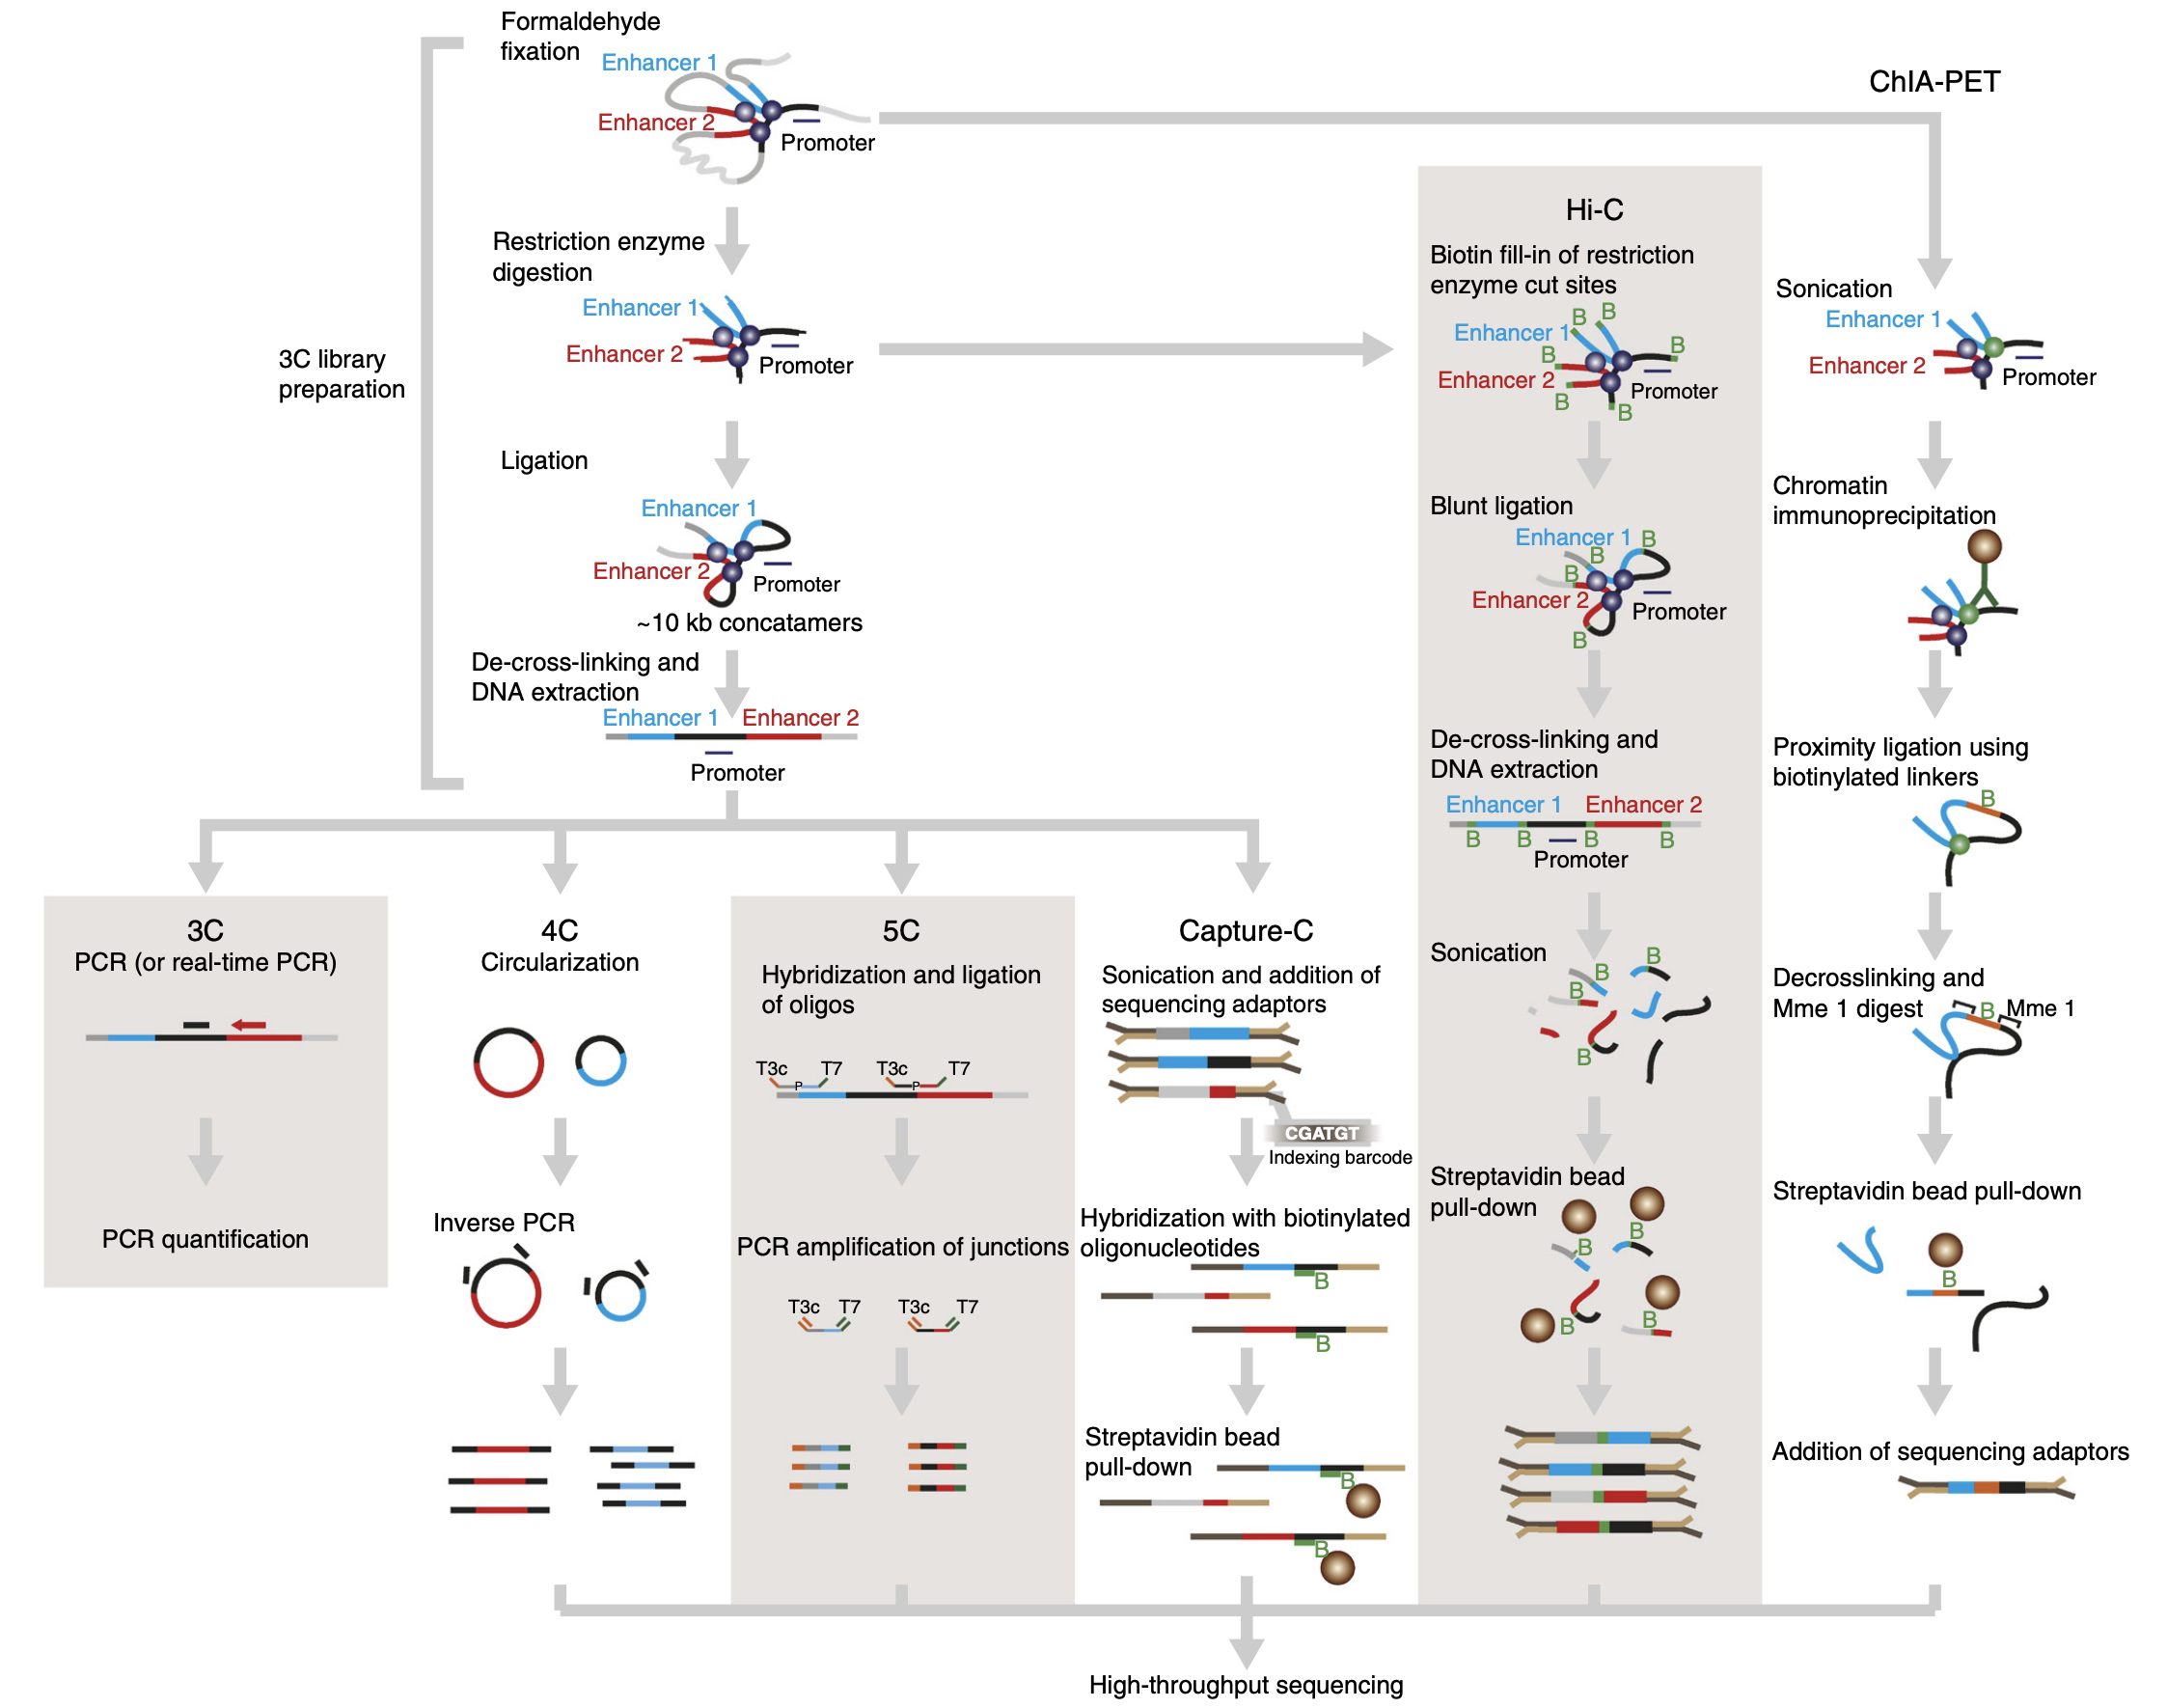 Formaldehyde
fixation
Enhancer 1
Enhancer 2
Promoter
Restriction enzyme
digestion
Enhancer 1
Enhancer 2
Promoter
3C library
preparation
Ligation
Enhancer 1
Enhancer 2
Promoter
~10 kb concatamers
De-cross-linking and
DNA extraction
Enhancer 1 Enhancer 2
Promoter
3C
PCR (or real-time PCR)
PCR quantification
4C
Circularization
Inverse PCR
5C
Hybridization and ligation
of oligos
T3c T7 T3c T7
P P
PCR amplification of junctions
T3c T7 T3c T7
Capture-C
Sonication and addition of
sequencing adaptors
CGATGT
Indexing barcode
Hybridization with biotinylated
oligonucleotides
B
B
Streptavidin bead
pull-down
B
B
Hi-C
Biotin fill-in of restriction
enzyme cut sites
B B
Enhancer 1
B B
Enhancer 2
Promoter
B B
Blunt ligation
Enhancer 1 B
B
B
Enhancer 2
Promoter
B
De-cross-linking and
DNA extraction
Enhancer 1 Enhancer 2
B B B B
Promoter
Sonication
B
B
B
B
Streptavidin bead
pull-down
B
B
B
B
ChIA-PET
Sonication
Enhancer 1
Enhancer 2
Promoter
Chromatin
immunoprecipitation
Proximity ligation using
biotinylated linkers
B
Decrosslinking and
Mme 1 digest
B Mme 1
Streptavidin bead pull-down
B
Addition of sequencing adaptors
High-throughput sequencing